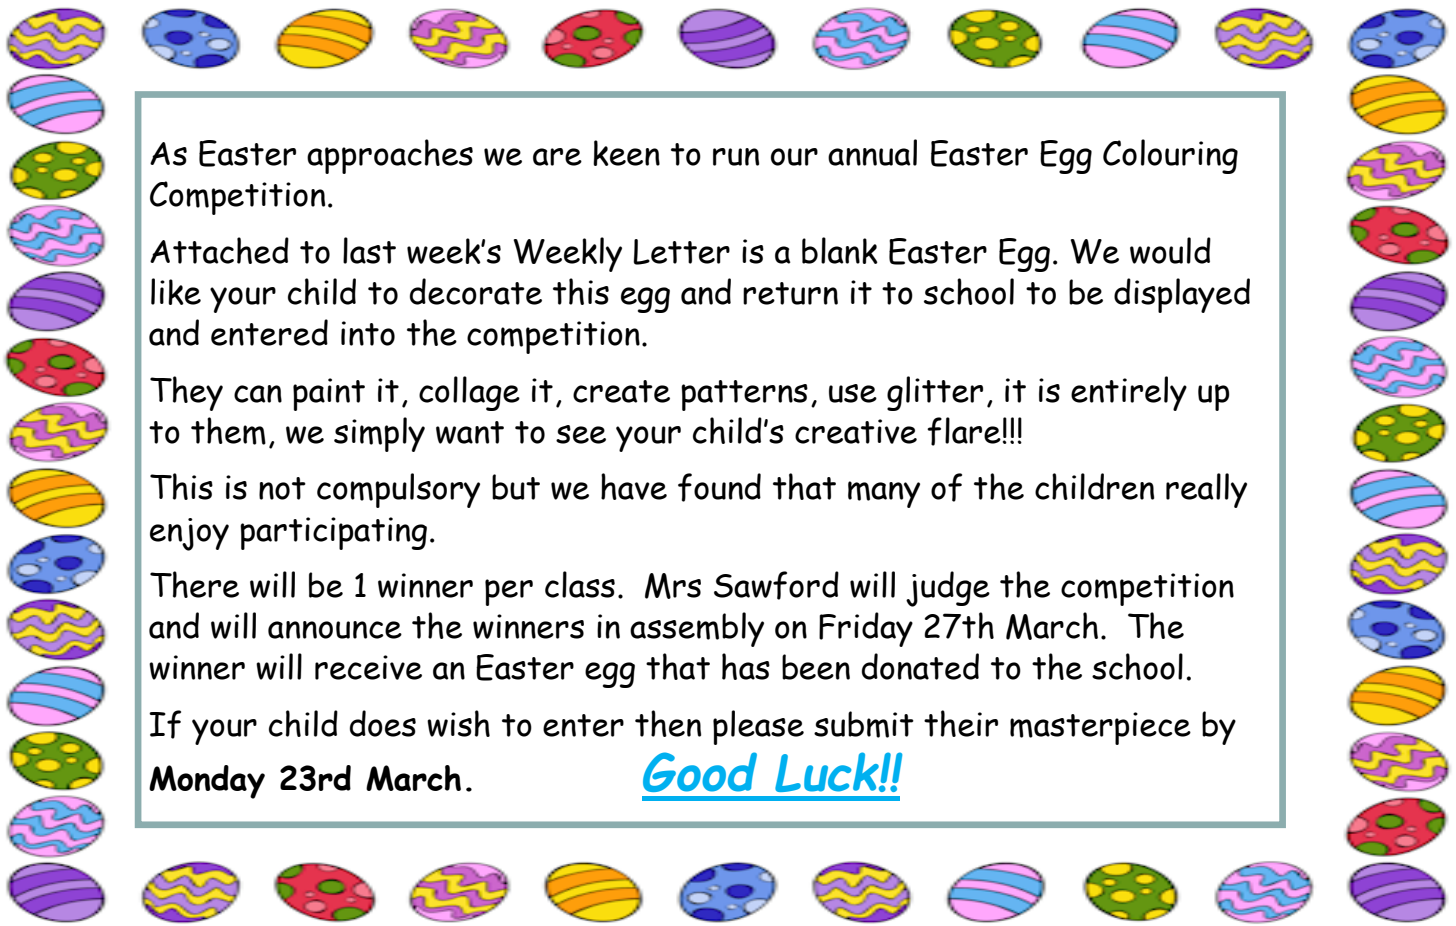 As Easter approaches we are keen to run our annual Easter Egg Colouring
Competition.
Attached to last week's Weekly Letter is a blank Easter Egg. We would
like your child to decorate this egg and return it to school to be displayed
and entered into the competition.
They can paint it, collage it, create patterns, use glitter, it is entirely up
to them, we simply want to see your child's creative flare!!!
This is not compulsory but we have found that many of the children really
enjoy participating.
There will be 1 winner per class.  Mrs Sawford will judge the competition
and will announce the winners in assembly on Friday 27th March.  The
winner will receive an Easter egg that has been donated to the school.
If your child does wish to enter then please submit their masterpiece by
Monday 23rd March. Good Luck!!